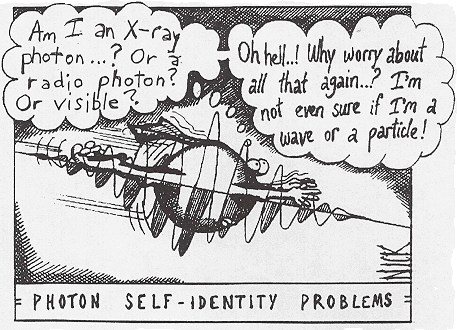 Am I an X-ray
photon...? Or a
radio photon?
Or visible?
Oh hell..! Why worry about
all that again...? I'm
not even sure if I'm a
wave or a particle!
NICK
PHOTON SELF-IDENTITY PROBLEMS